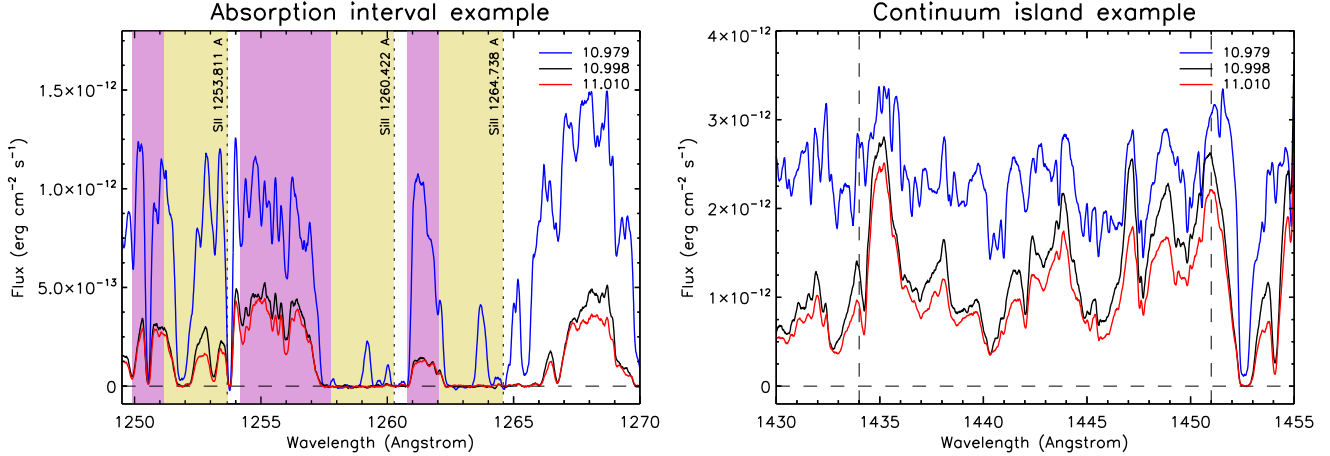 Absorption interval example
Flux (erg cm⁻² s⁻¹)
1.5×10⁻¹²
1.0×10⁻¹²
5.0×10⁻¹³
0
SiII 1253.811 A
SiII 1260.422 A
SiII 1264.738 A
10.979
10.998
11.010
1250 1255 1260 1265 1270
Wavelength (Angstrom)
Continuum island example
Flux (erg cm⁻² s⁻¹)
4×10⁻¹²
3×10⁻¹²
2×10⁻¹²
1×10⁻¹²
0
10.979
10.998
11.010
1430 1435 1440 1445 1450 1455
Wavelength (Angstrom)